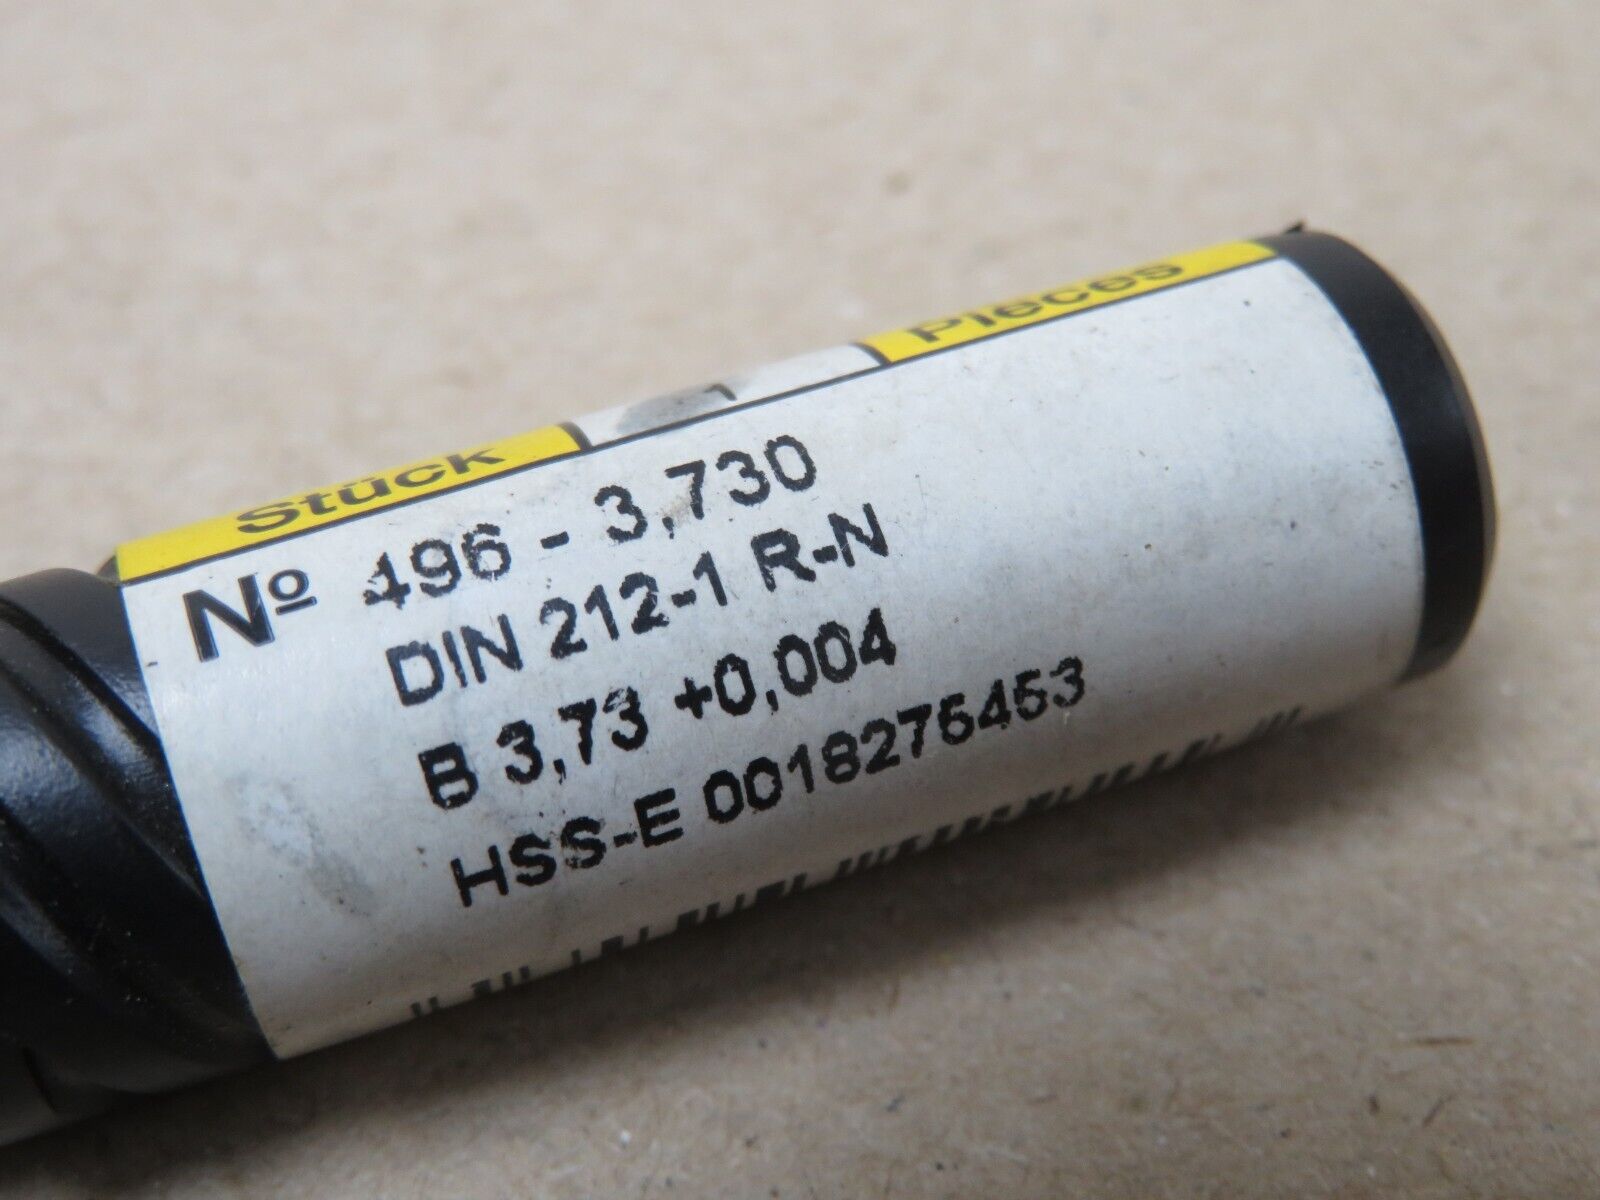 Stück Pieces
Nº 496 - 3,730
DIN 212-1 R-N
B 3,73 +0,004
HSS-E 0018276453